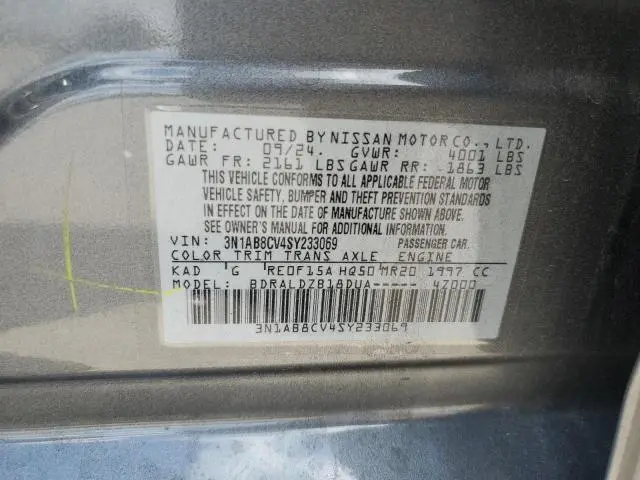 MANUFACTURED BY NISSAN MOTOR CO., LTD.
DATE: 09/24. GVWR: 4001 LBS
GAWR FR: 2161 LBS GAWR RR: 1863 LBS
THIS VEHICLE CONFORMS TO ALL APPLICABLE FEDERAL MOTOR
VEHICLE SAFETY, BUMPER AND THEFT PREVENTION STANDARDS
IN EFFECT ON THE DATE OF MANUFACTURE SHOWN ABOVE.
SEE OWNER'S MANUAL FOR ADDITIONAL INFORMATION.
VIN: 3N1AB8CV4SY233069 PASSENGER CAR.
COLOR TRIM TRANS AXLE ENGINE
KAD G RE0F15A HQ50 MR20 1997 CC
MODEL: BDRALDZB18DUA----- 4Z000
3N1AB8CV4SY233069